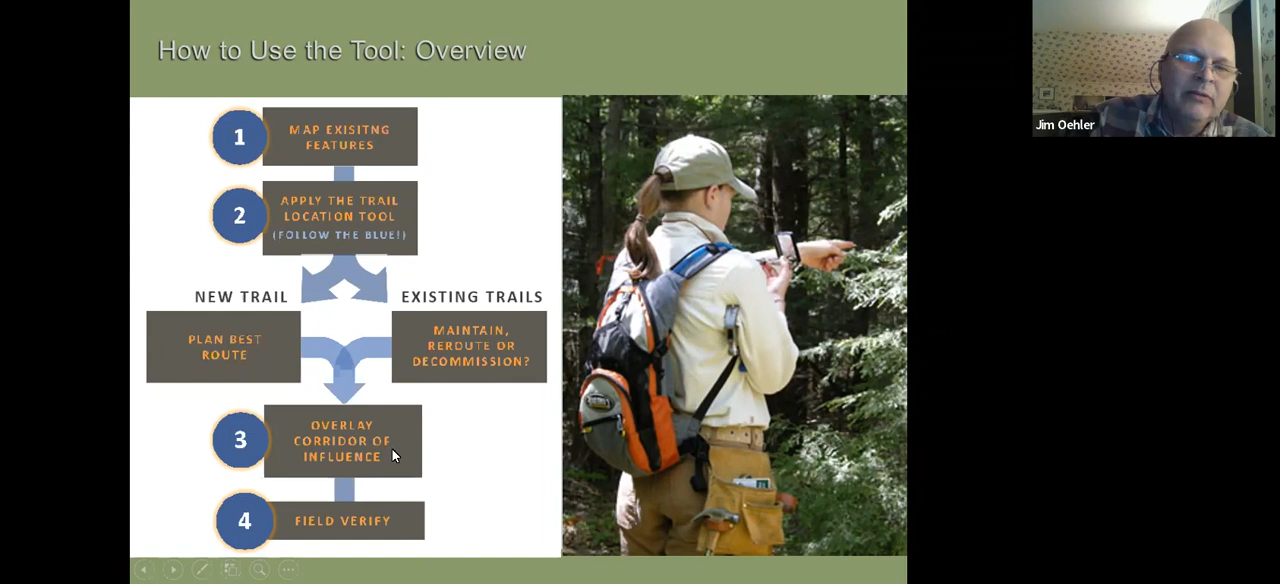 How to Use the Tool: Overview
Jim Oehler
1
MAP EXISITNG
FEATURES
2
APPLY THE TRAIL
LOCATION TOOL
(FOLLOW THE BLUE!)
NEW TRAIL
EXISTING TRAILS
PLAN BEST
ROUTE
MAINTAIN,
REROUTE OR
DECOMMISSION?
3
OVERLAY
CORRIDOR OF
INFLUENCE
4
FIELD VERIFY